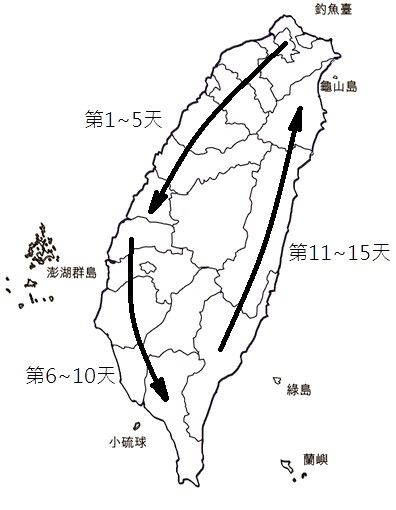 釣魚臺
龜山島
第1~5天
第11~15天
澎湖群島
第6~10天
綠島
小硫球
蘭嶼